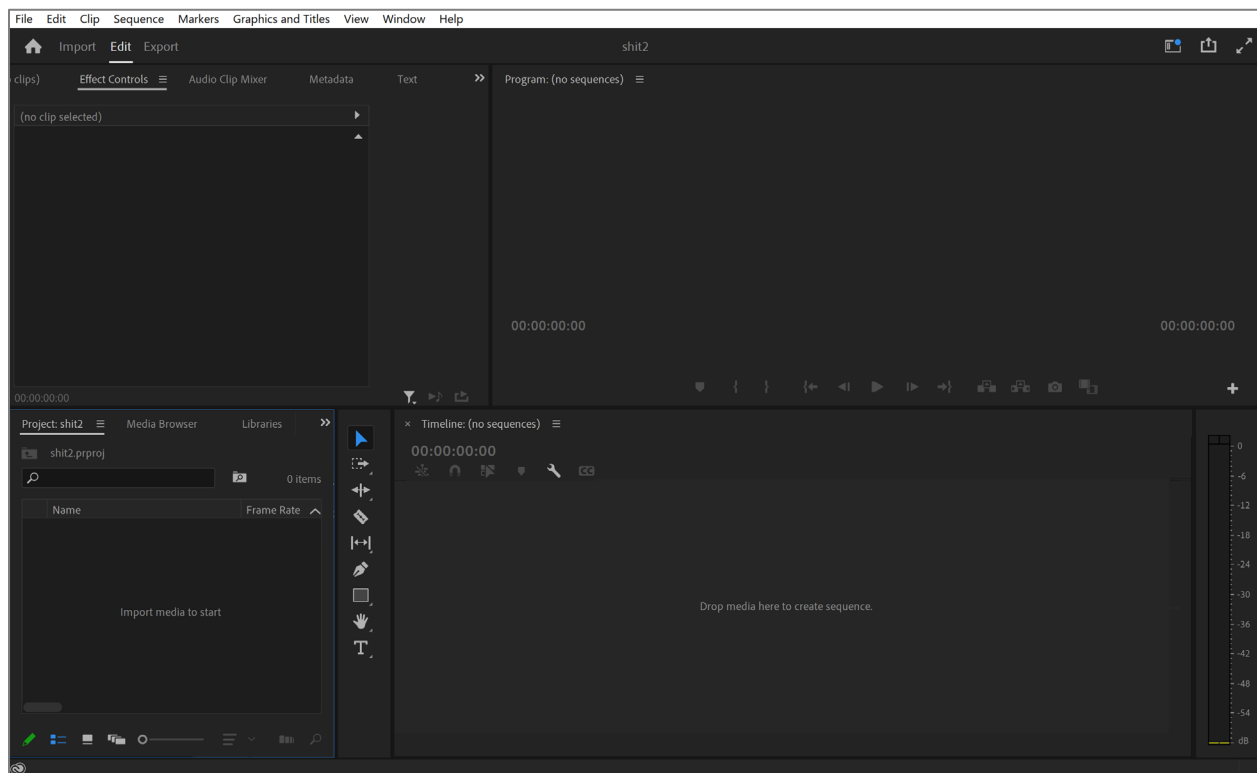 File Edit Clip Sequence Markers Graphics and Titles View Window Help
Import Edit Export
shit2
clips) Effect Controls Audio Clip Mixer Metadata Text
Program: (no sequences)
(no clip selected)
00:00:00:00 00:00:00:00
00:00:00:00
Project: shit2 Media Browser Libraries
Timeline: (no sequences)
shit2.prproj
00:00:00:00
CC
0 items
Name Frame Rate
Import media to start
Drop media here to create sequence.
T
0
-6
-12
-18
-24
-30
-36
-42
-48
-54
dB